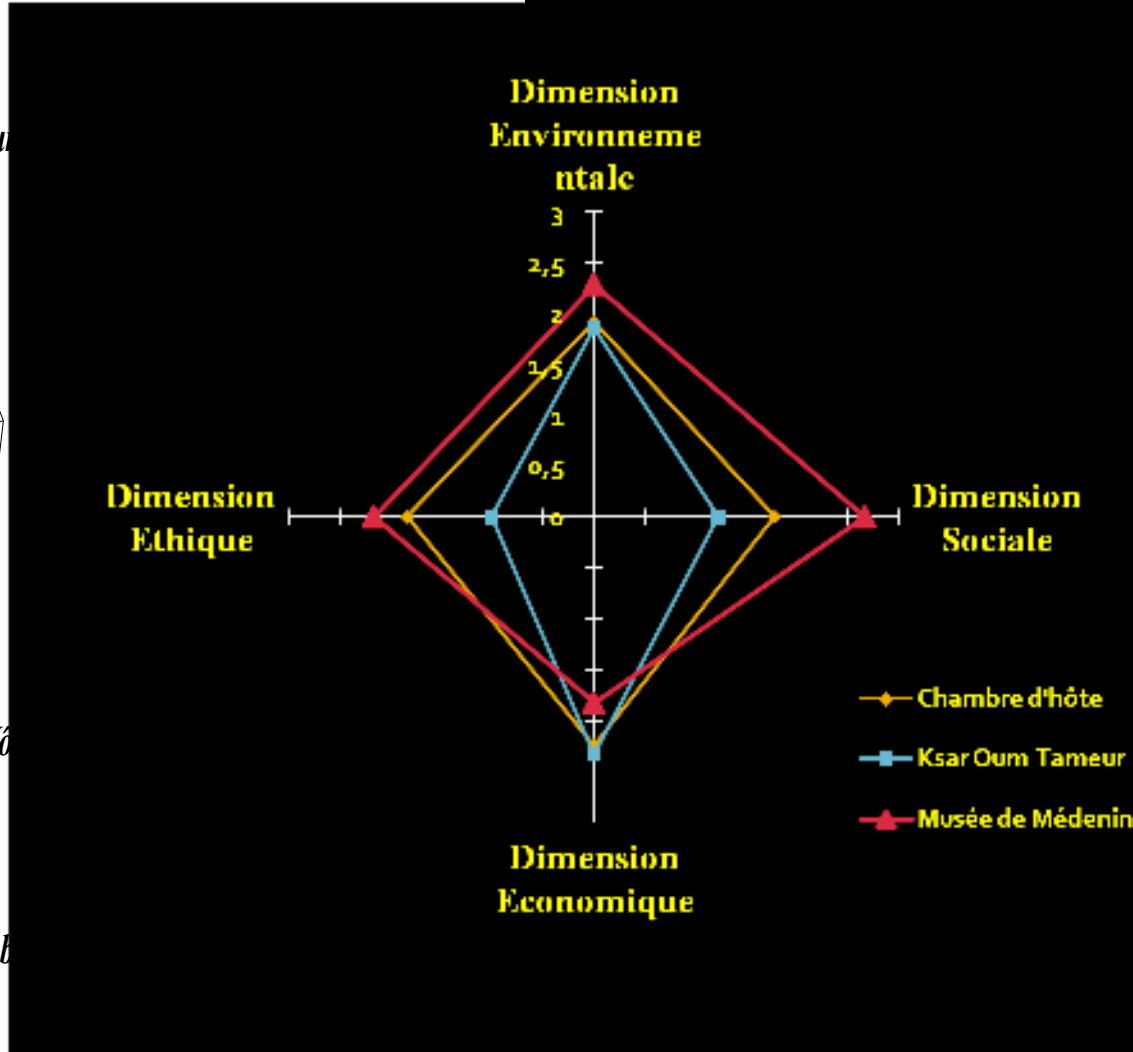 Dimension
Environneme
ntale
3
2,5
2
1,5
1
0,5
0
Dimension
Ethique
Dimension
Sociale
Chambre d'hôte
Ksar Oum Tameur
Musée de Médenin
Dimension
Economique